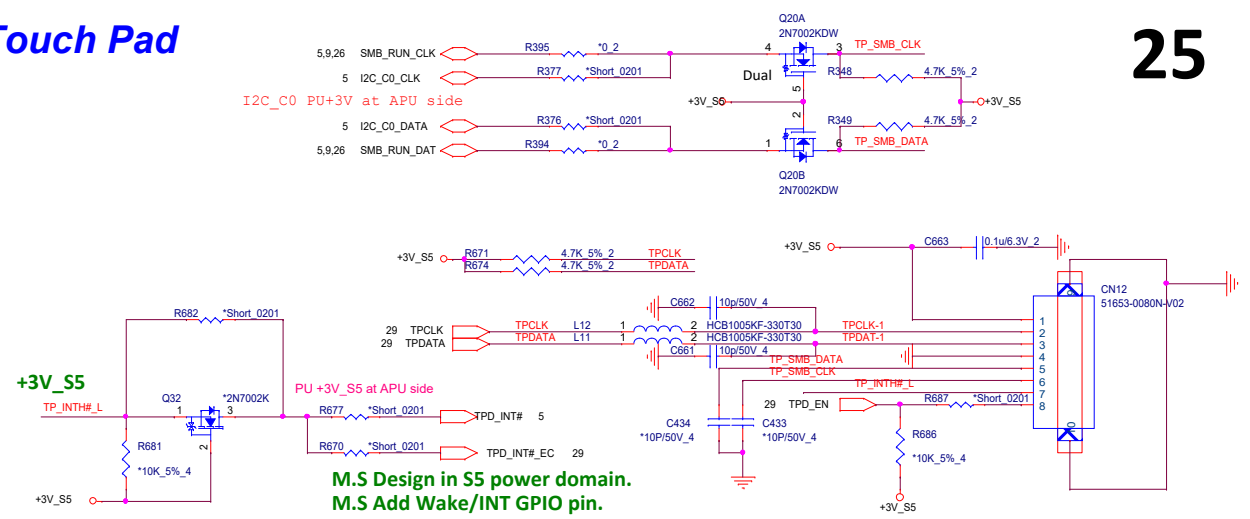 Touch Pad
25
Q20A
2N7002KDW
5,9,26 SMB_RUN_CLK R395 *0_2 4 3 TP_SMB_CLK
5 I2C_C0_CLK R377 *Short_0201 Dual 5 R348 4.7K_5%_2
I2C_C0 PU+3V at APU side +3V_S5 +3V_S5
5 I2C_C0_DATA R376 *Short_0201 2 R349 4.7K_5%_2
5,9,26 SMB_RUN_DAT R394 *0_2 1 6 TP_SMB_DATA
Q20B
2N7002KDW
+3V_S5 R671 4.7K_5%_2 TPCLK
R674 4.7K_5%_2 TPDATA
+3V_S5 C663 0.1u/6.3V_2
CN12
51653-0080N-V02
9
R682 *Short_0201
C662 10p/50V_4
29 TPCLK TPCLK L12 1 2 HCB1005KF-330T30 TPCLK-1
29 TPDATA TPDATA L11 1 2 HCB1005KF-330T30 TPDAT-1
C661 10p/50V_4
TP_SMB_DATA
TP_SMB_CLK
TP_INTH#_L
1
2
3
4
5
6
7
8
10
29 TPD_EN R687 *Short_0201
+3V_S5
TP_INTH#_L
Q32 *2N7002K
1 3
2
PU +3V_S5 at APU side
R677 *Short_0201 TPD_INT# 5
R670 *Short_0201 TPD_INT#_EC 29
R681
*10K_5%_4
+3V_S5
C434 C433
*10P/50V_4 *10P/50V_4
R686
*10K_5%_4
+3V_S5
M.S Design in S5 power domain.
M.S Add Wake/INT GPIO pin.